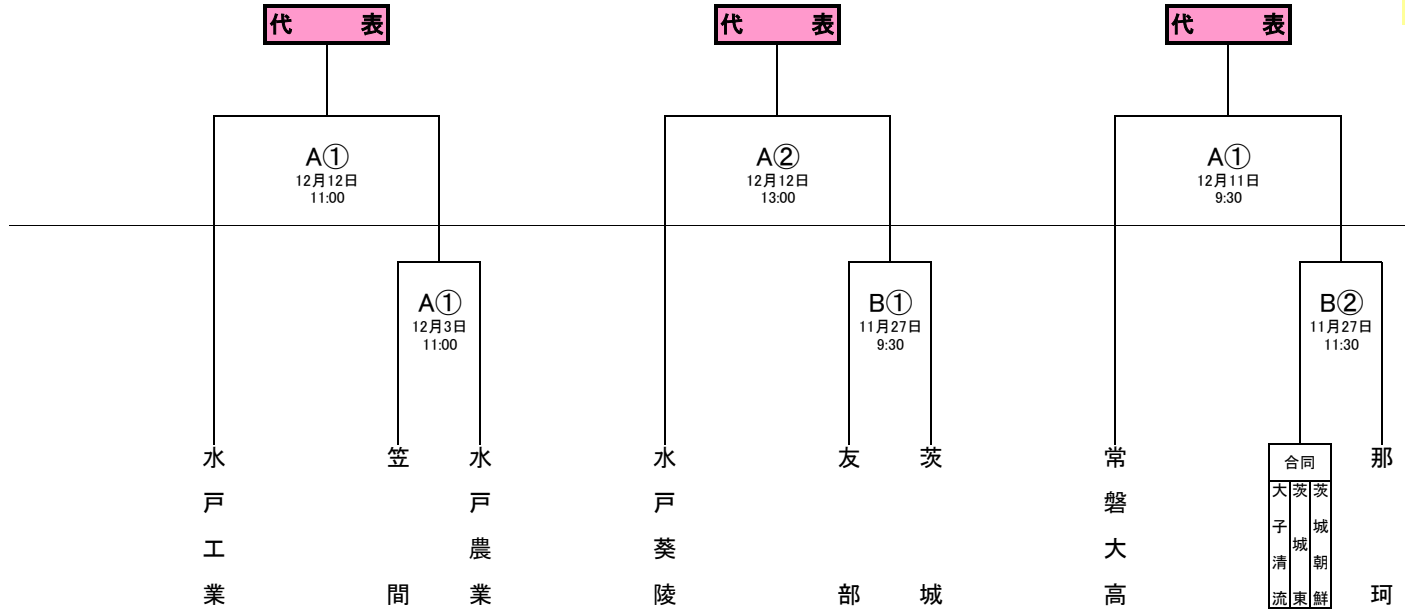 代 表
代 表
代 表
A①
12月12日
11:00
A②
12月12日
13:00
A①
12月11日
9:30
A①
12月3日
11:00
B①
11月27日
9:30
B②
11月27日
11:30
水戸工業
笠間
水戸農業
水戸葵陵
友部
茨城
常磐大高
合同
大子清流
茨城東
茨城朝鮮
那珂